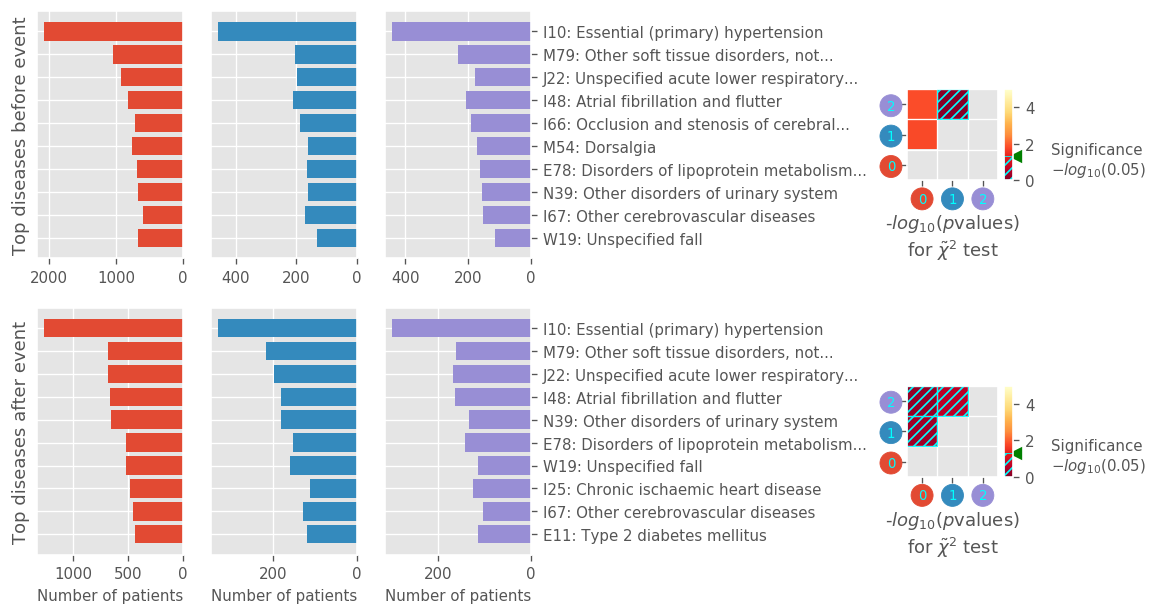 Top diseases before event
I10: Essential (primary) hypertension
M79: Other soft tissue disorders, not...
J22: Unspecified acute lower respiratory...
I48: Atrial fibrillation and flutter
I66: Occlusion and stenosis of cerebral...
M54: Dorsalgia
E78: Disorders of lipoprotein metabolism...
N39: Other disorders of urinary system
I67: Other cerebrovascular diseases
W19: Unspecified fall
2000 1000 0
400 200 0
400 200 0
2
1
0
0 1 2
4
2
0
Significance
−log10(0.05)
-log10(pvalues)
for χ̃² test
Top diseases after event
I10: Essential (primary) hypertension
M79: Other soft tissue disorders, not...
J22: Unspecified acute lower respiratory...
I48: Atrial fibrillation and flutter
N39: Other disorders of urinary system
E78: Disorders of lipoprotein metabolism...
W19: Unspecified fall
I25: Chronic ischaemic heart disease
I67: Other cerebrovascular diseases
E11: Type 2 diabetes mellitus
1000 500 0
200 0
200 0
Number of patients
Number of patients
Number of patients
2
1
0
0 1 2
4
2
0
Significance
−log10(0.05)
-log10(pvalues)
for χ̃² test